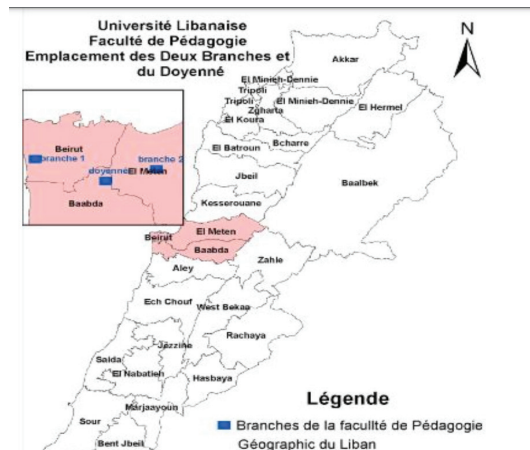 Université Libanaise
Faculté de Pédagogie
Emplacement des Deux Branches et
du Doyenné
N
Akkar
El Minieh-Dennie
Tripoli
Tripoli
El Minieh-Dennie
Zgharta
El Koura
El Hermel
Bcharre
El Batroun
Jbeil
Baalbek
Kesserouane
Beirut
branche 1
branche 2
doyenné
El Meten
Baabda
El Meten
Beirut
Baabda
Zahle
Aley
Ech Chouf
West Bekaa
Rachaya
Jezzine
Saida
El Nabatieh
Hasbaya
Marjaayoun
Sour
Bent Jbeil
Légende
Branches de la facullté de Pédagogie
Géographic du Liban